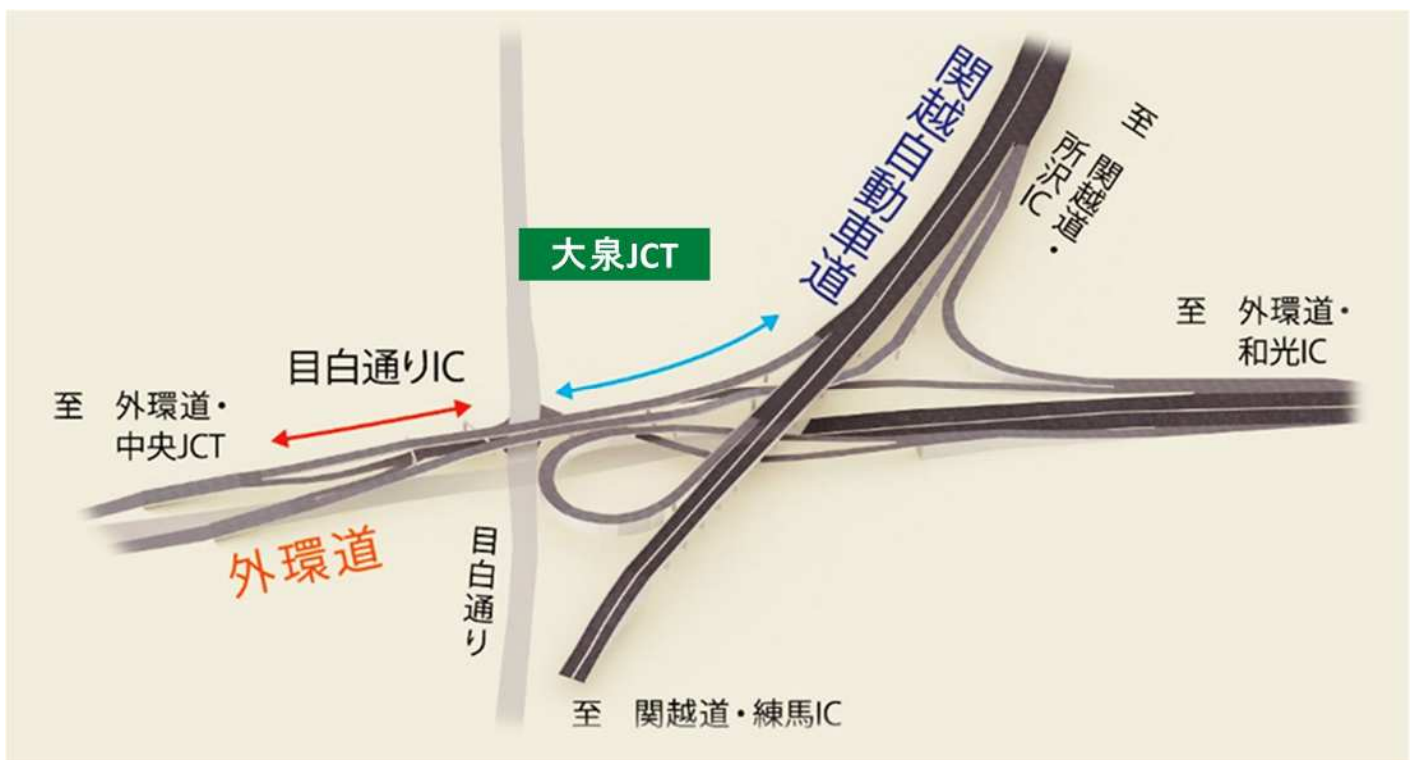 関越自動車道
至 関越道・
所沢IC
大泉JCT
至 外環道・
和光IC
目白通りIC
至 外環道・
中央JCT
外環道
目白通り
至 関越道・練馬IC